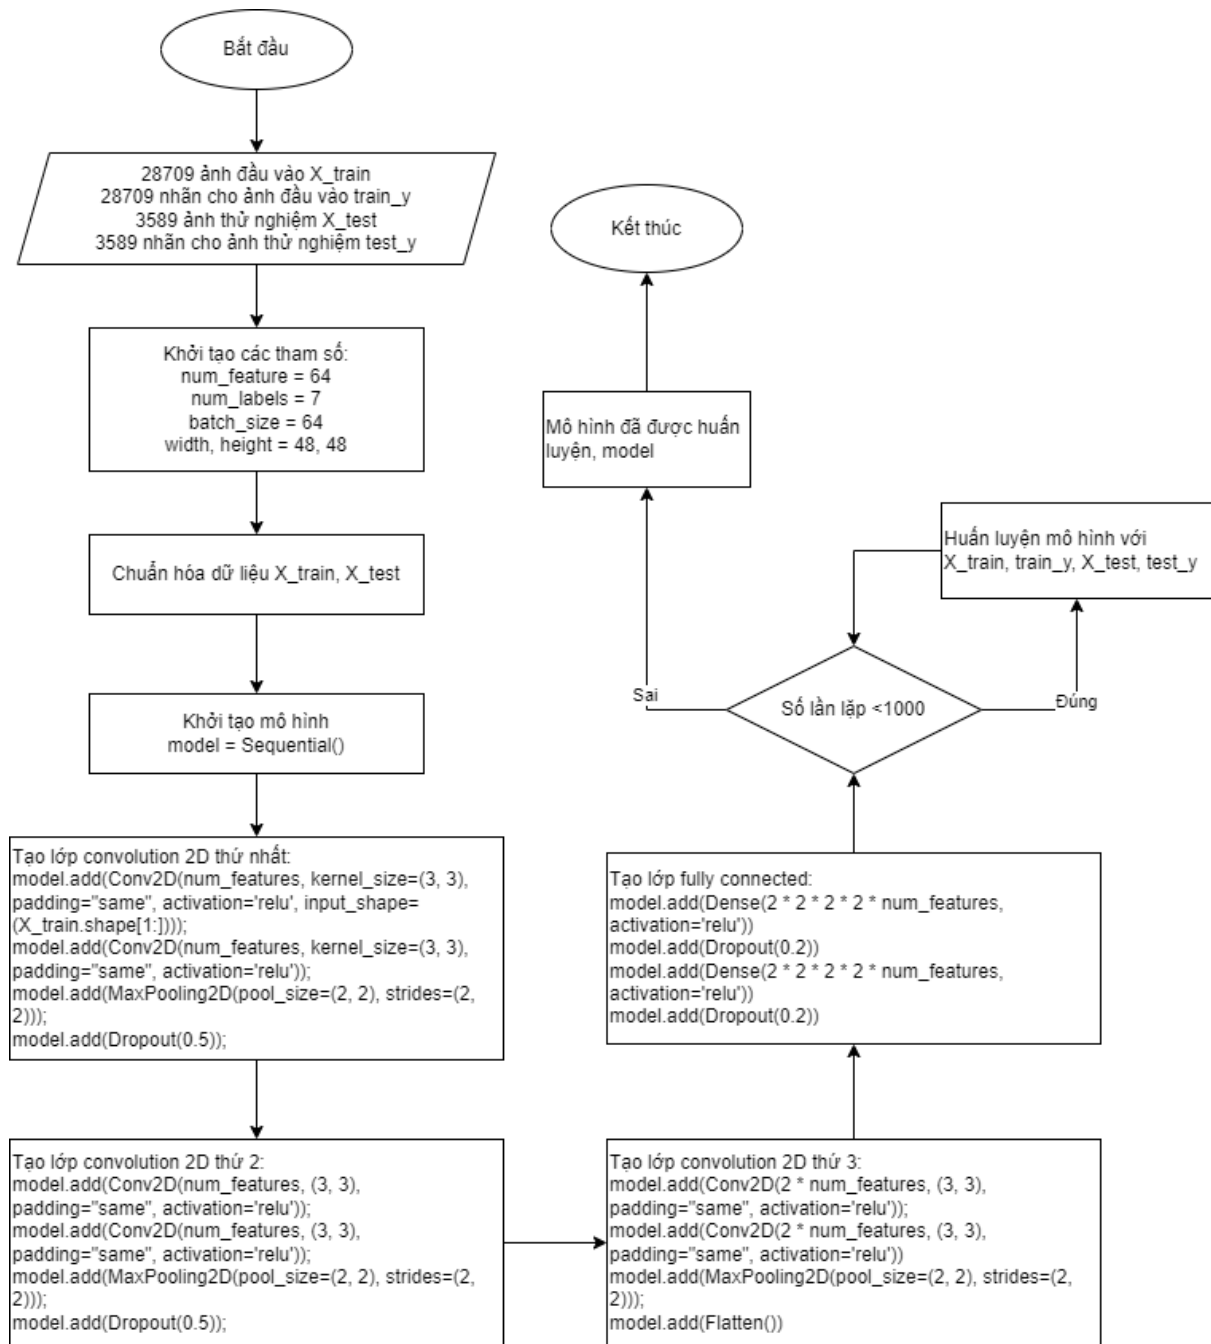 Bắt đầu
28709 ảnh đầu vào X_train
28709 nhãn cho ảnh đầu vào train_y
3589 ảnh thử nghiệm X_test
3589 nhãn cho ảnh thử nghiệm test_y
Khởi tạo các tham số:
num_feature = 64
num_labels = 7
batch_size = 64
width, height = 48, 48
Chuẩn hóa dữ liệu X_train, X_test
Khởi tạo mô hình
model = Sequential()
Tạo lớp convolution 2D thứ nhất:
model.add(Conv2D(num_features, kernel_size=(3, 3),
padding="same", activation='relu', input_shape=
(X_train.shape[1:])));
model.add(Conv2D(num_features, kernel_size=(3, 3),
padding="same", activation='relu'));
model.add(MaxPooling2D(pool_size=(2, 2), strides=(2,
2)));
model.add(Dropout(0.5));
Tạo lớp convolution 2D thứ 2:
model.add(Conv2D(num_features, (3, 3),
padding="same", activation='relu'));
model.add(Conv2D(num_features, (3, 3),
padding="same", activation='relu'));
model.add(MaxPooling2D(pool_size=(2, 2), strides=(2,
2)));
model.add(Dropout(0.5));
Tạo lớp convolution 2D thứ 3:
model.add(Conv2D(2 * num_features, (3, 3),
padding="same", activation='relu'));
model.add(Conv2D(2 * num_features, (3, 3),
padding="same", activation='relu'))
model.add(MaxPooling2D(pool_size=(2, 2), strides=(2,
2)));
model.add(Flatten())
Tạo lớp fully connected:
model.add(Dense(2 * 2 * 2 * 2 * num_features,
activation='relu'))
model.add(Dropout(0.2))
model.add(Dense(2 * 2 * 2 * 2 * num_features,
activation='relu'))
model.add(Dropout(0.2))
Số lần lặp <1000
Đúng
Huấn luyện mô hình với
X_train, train_y, X_test, test_y
Sai
Mô hình đã được huấn
luyện, model
Kết thúc